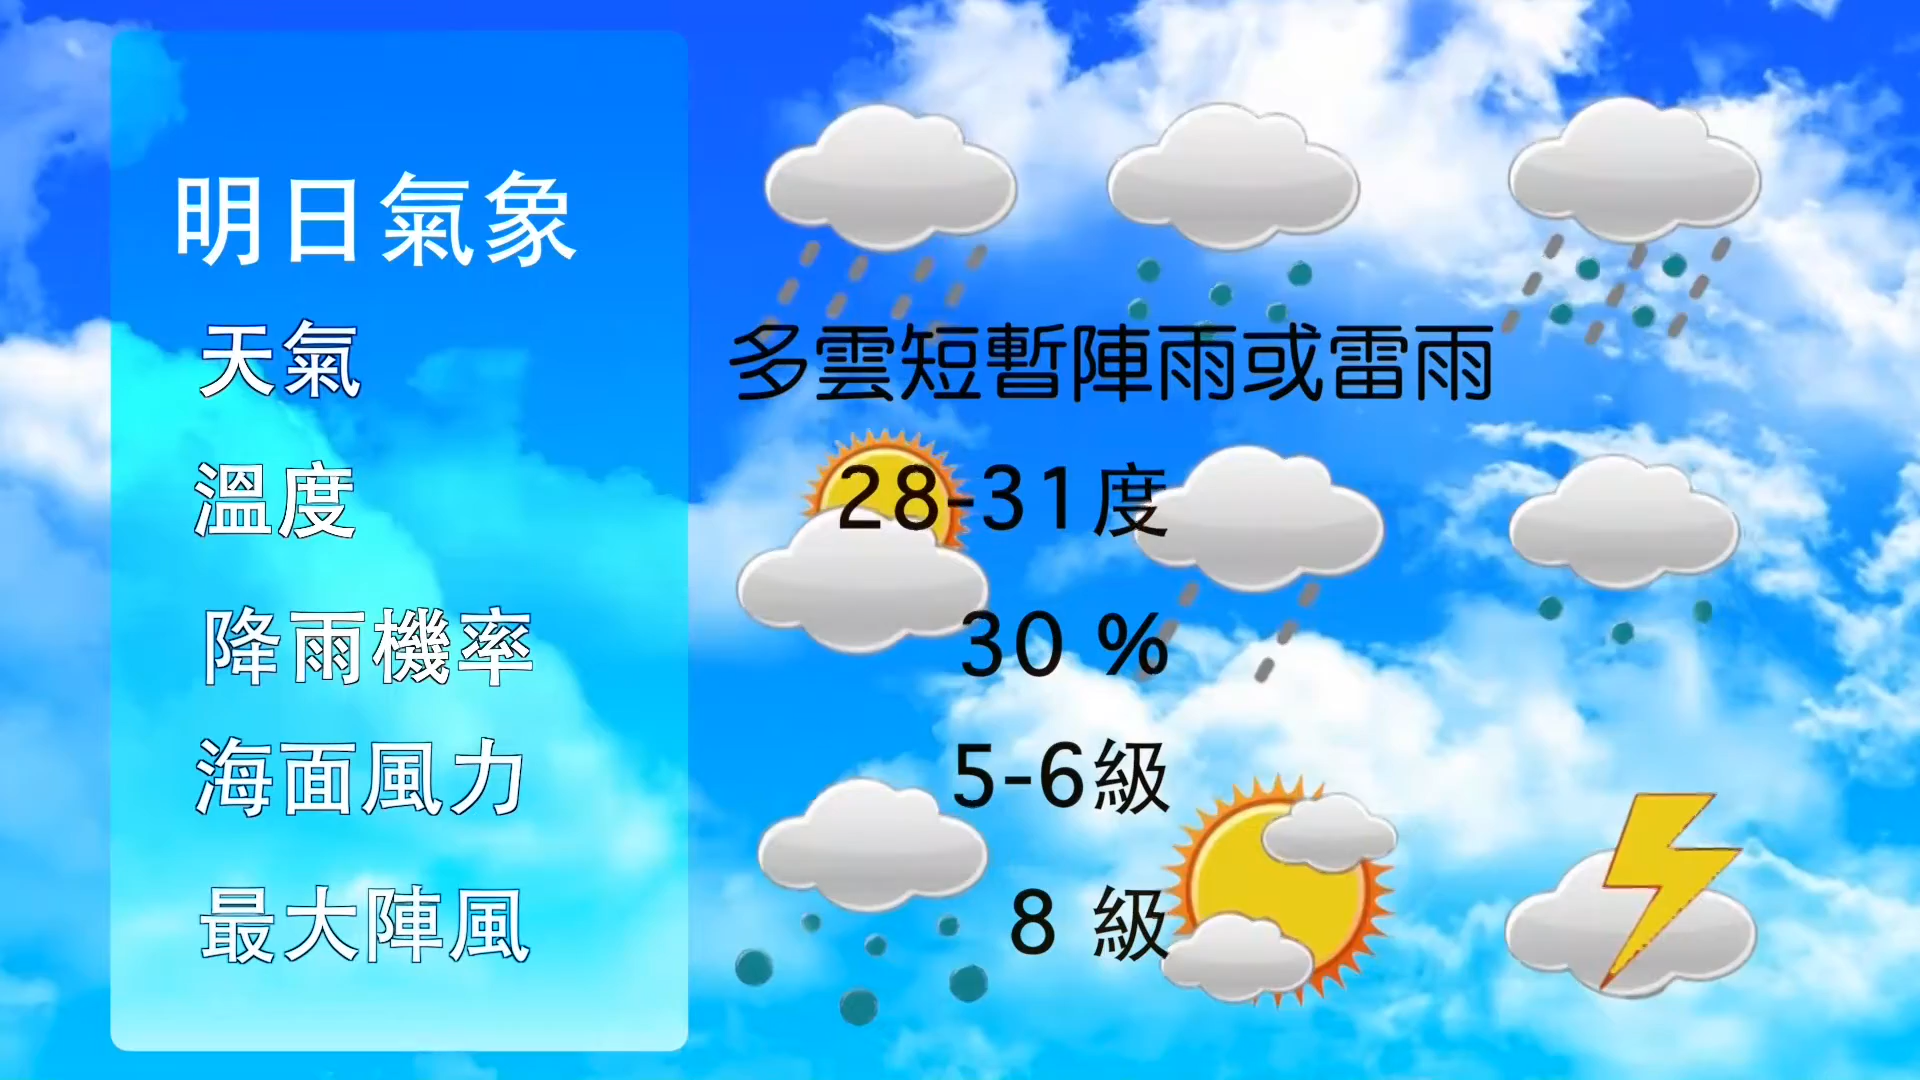 明日氣象
天氣 多雲短暫陣雨或雷雨
溫度 28-31度
降雨機率 30 %
海面風力 5-6級
最大陣風 8 級